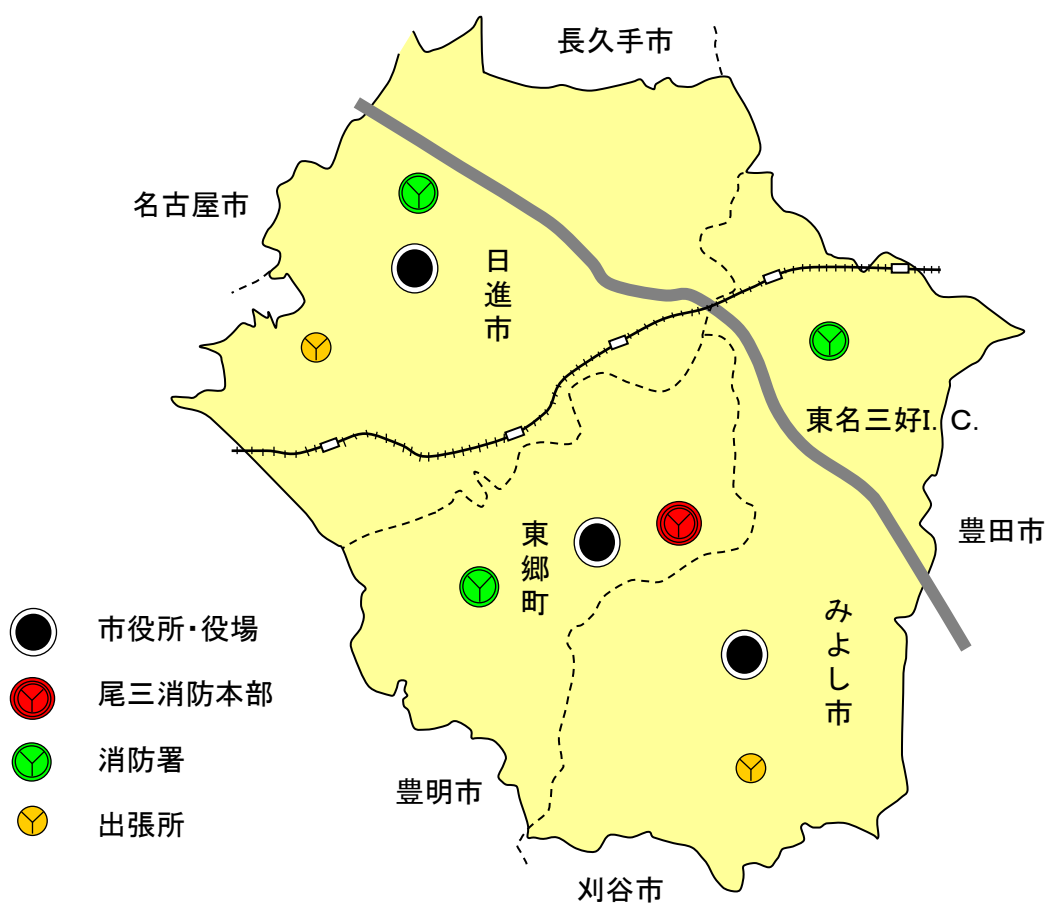 長久手市
名古屋市
日進市
東名三好I.C.
豊田市
東郷町
みよし市
市役所・役場
尾三消防本部
消防署
出張所
豊明市
刈谷市